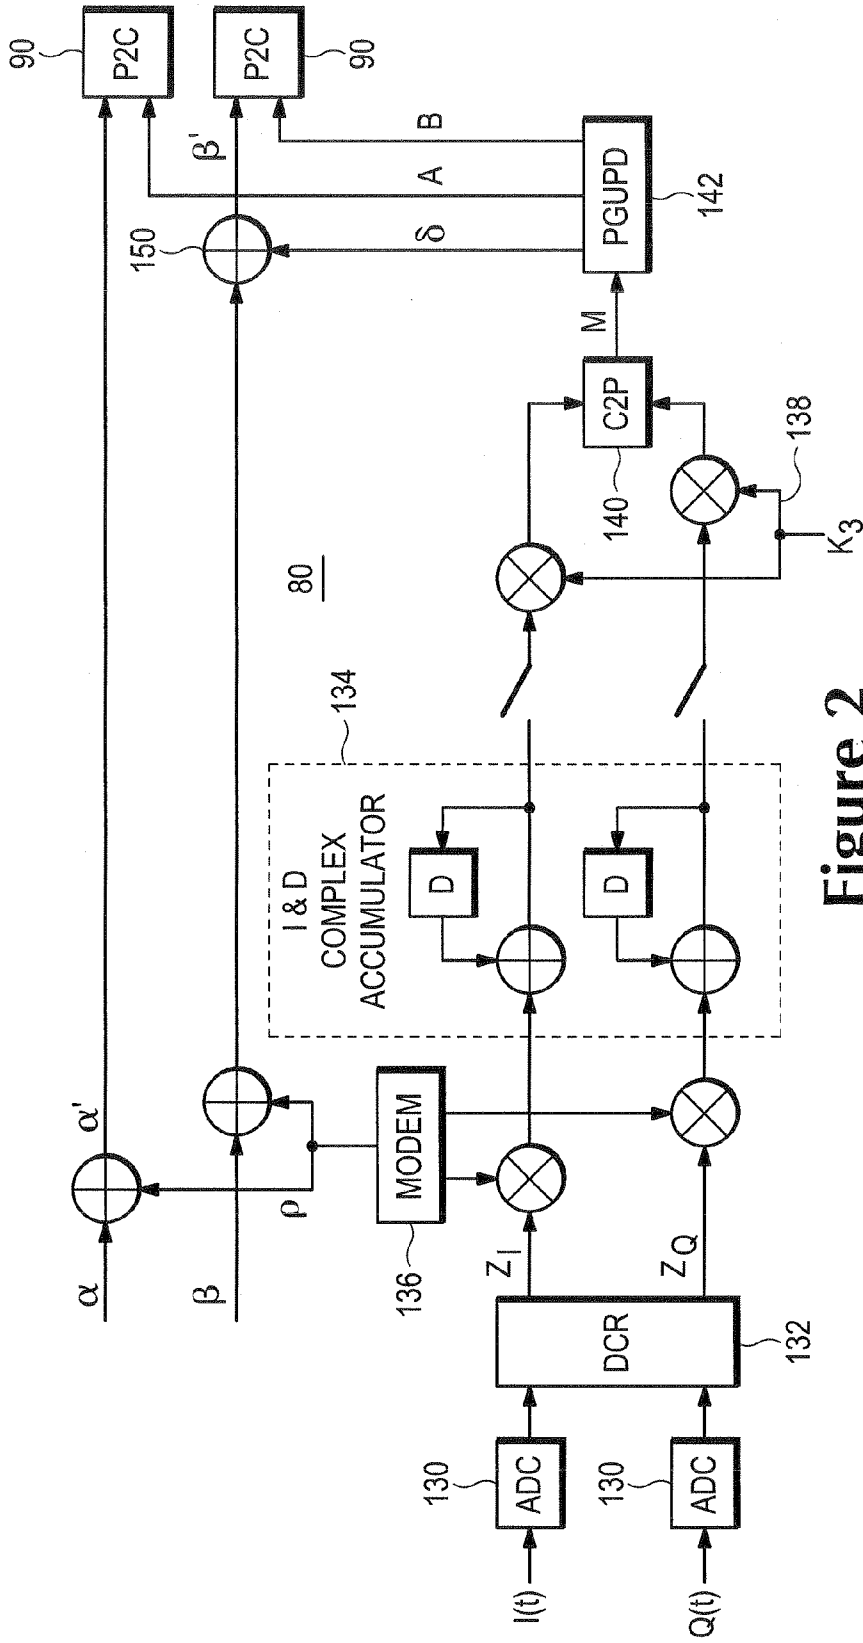 α
α'
90
P2C
β
ρ
150
β'
P2C
90
80
I & D
COMPLEX
ACCUMULATOR
134
MODEM
136
D
D
δ
A
B
PGUPD
142
M
C2P
140
138
K3
I(t)
ADC
130
Q(t)
ADC
130
DCR
132
ZI
ZQ
Figure 2